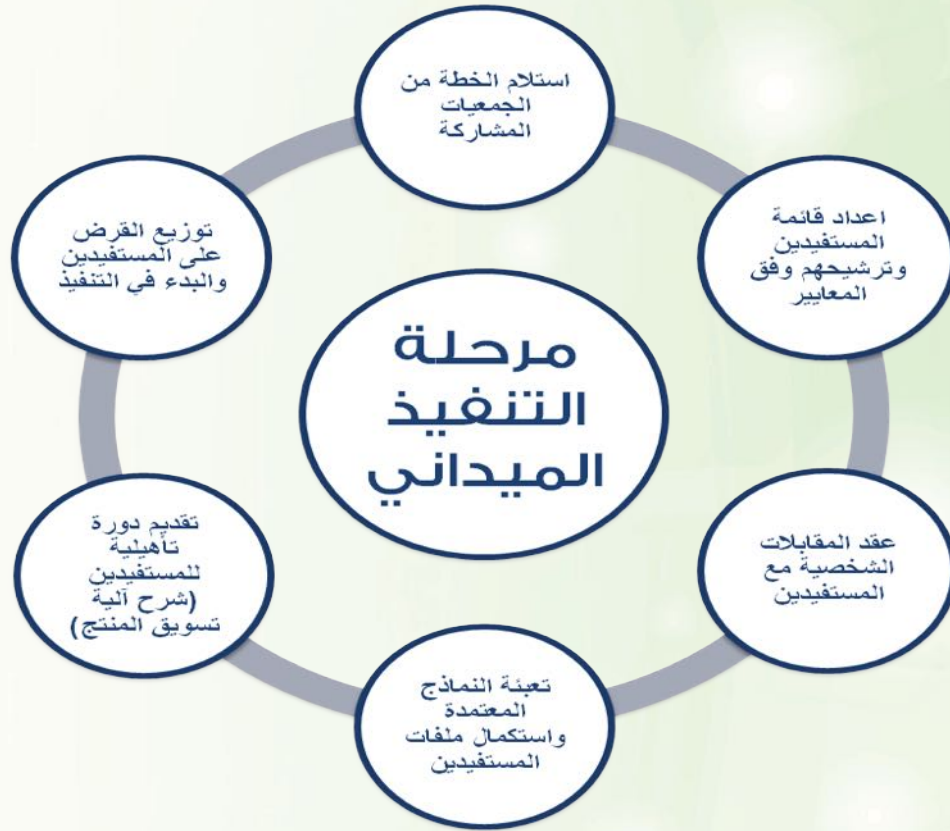 استلام الخطة من
الجمعيات
المشاركة
اعداد قائمة
المستفيدين
وترشيحهم وفق
المعايير
عقد المقابلات
الشخصية مع
المستفيدين
تعبئة النماذج
المعتمدة
واستكمال ملفات
المستفيدين
تقديم دورة
تأهيلية
للمستفيدين
(شرح آلية
تسويق المنتج)
توزيع القرض
على المستفيدين
والبدء في التنفيذ
مرحلة
التنفيذ
الميداني